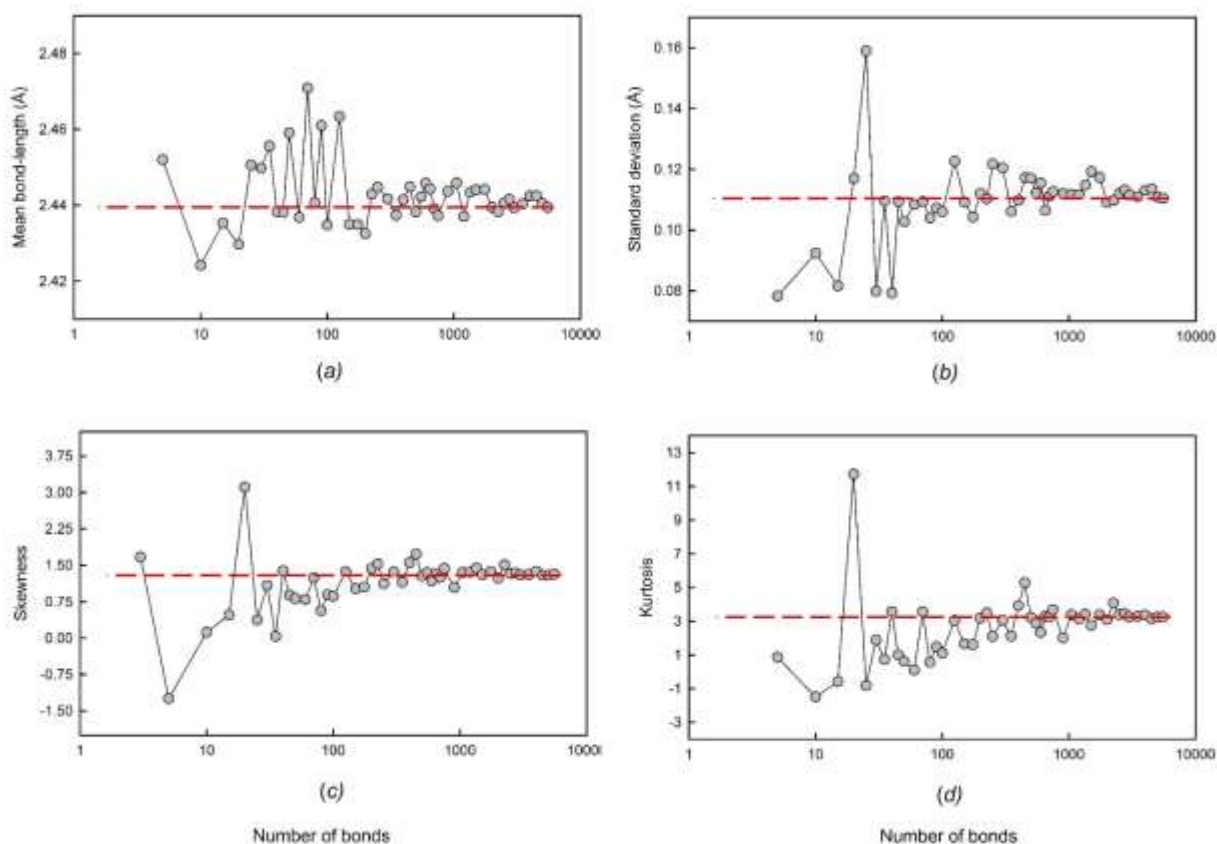 2.48
2.46
2.44
2.42
Mean bond-length (Å)
1 10 100 1000 10000
(a)
0.16
0.14
0.12
0.10
0.08
Standard deviation (Å)
1 10 100 1000 10000
(b)
3.75
3.00
2.25
1.50
0.75
0.00
-0.75
-1.50
Skewness
1 10 100 1000 1000
(c)
Number of bonds
13
11
9
7
5
3
1
-1
-3
Kurtosis
1 10 100 1000 10000
(d)
Number of bonds